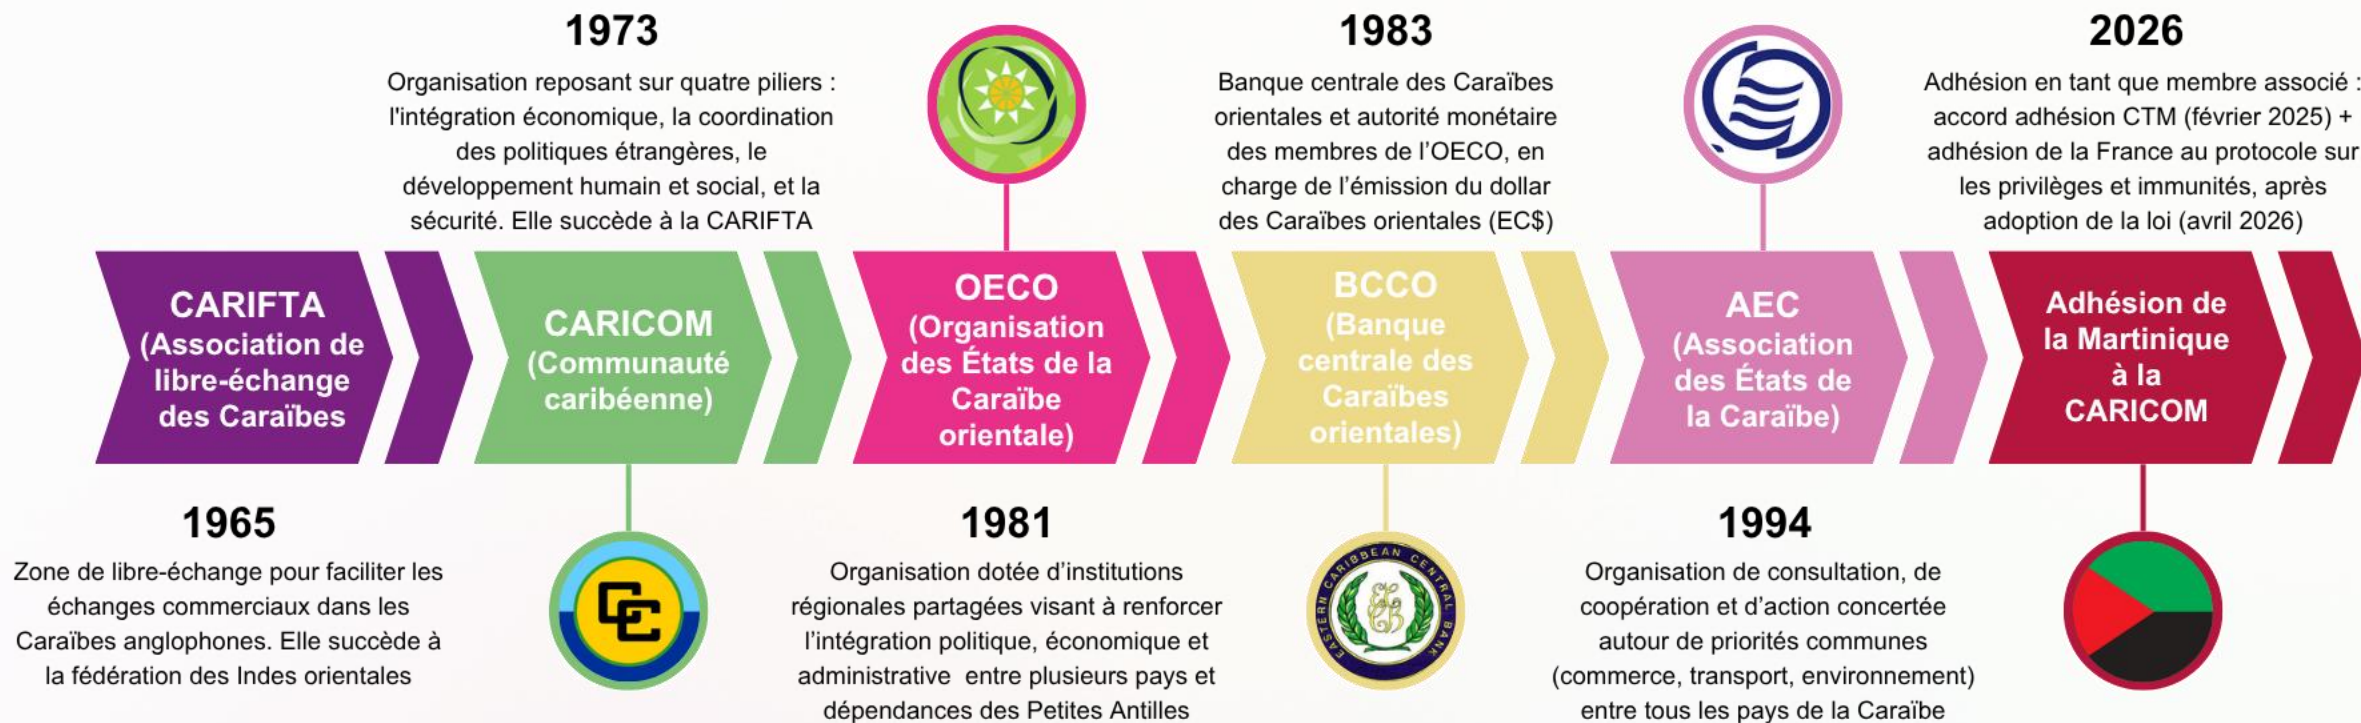 1973
Organisation reposant sur quatre piliers :
l'intégration économique, la coordination
des politiques étrangères, le
développement humain et social, et la
sécurité. Elle succède à la CARIFTA
1983
Banque centrale des Caraïbes
orientales et autorité monétaire
des membres de l'OECO, en
charge de l'émission du dollar
des Caraïbes orientales (EC$)
2026
Adhésion en tant que membre associé :
accord adhésion CTM (février 2025) +
adhésion de la France au protocole sur
les privilèges et immunités, après
adoption de la loi (avril 2026)
CARIFTA
(Association de
libre-échange
des Caraïbes
CARICOM
(Communauté
caribéenne)
OECO
(Organisation
des États de la
Caraïbe
orientale)
BCCO
(Banque
centrale des
Caraïbes
orientales)
AEC
(Association
des États de
la Caraïbe)
Adhésion de
la Martinique
à la
CARICOM
1965
Zone de libre-échange pour faciliter les
échanges commerciaux dans les
Caraïbes anglophones. Elle succède à
la fédération des Indes orientales
CC
1981
Organisation dotée d'institutions
régionales partagées visant à renforcer
l'intégration politique, économique et
administrative entre plusieurs pays et
dépendances des Petites Antilles
EASTERN CARIBBEAN CENTRAL BANK
1994
Organisation de consultation, de
coopération et d'action concertée
autour de priorités communes
(commerce, transport, environnement)
entre tous les pays de la Caraïbe